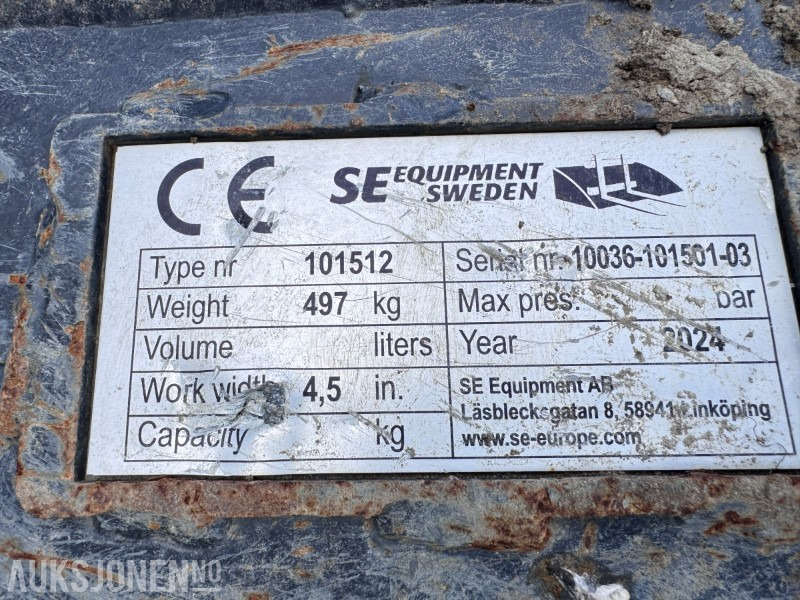 CE SE EQUIPMENT SWEDEN
Type nr 101512 Serial nr. 10036-101501-03
Weight 497 kg Max pres. bar
Volume liters Year 2024
Work width 4,5 in. SE Equipment AB
Läsblecksgatan 8, 58941 Linköping
Capacity kg www.se-europe.com
AUKSJONEN.NO